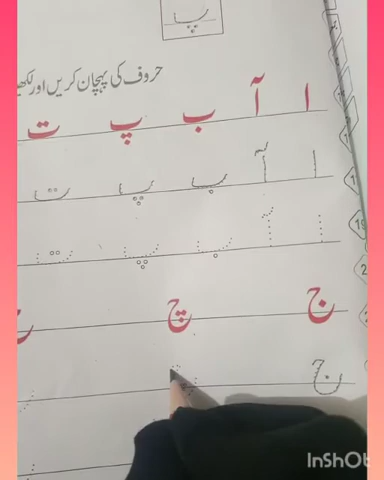 پ
حروف کی پہچان کریں اور لکھیں
ا آ ب پ ت
ا آ ب پ ت
ا آ ب پ ت
ج چ
ج
InShOt